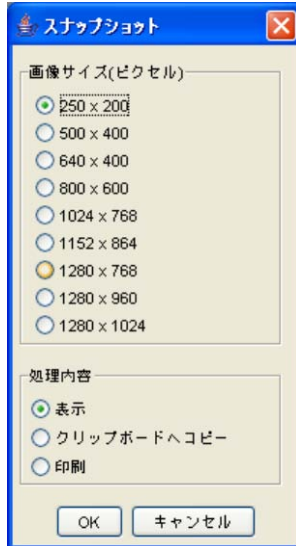 スナップショット
画像サイズ(ピクセル)
250 x 200
500 x 400
640 x 400
800 x 600
1024 x 768
1152 x 864
1280 x 768
1280 x 960
1280 x 1024
処理内容
表示
クリップボードへコピー
印刷
OK キャンセル